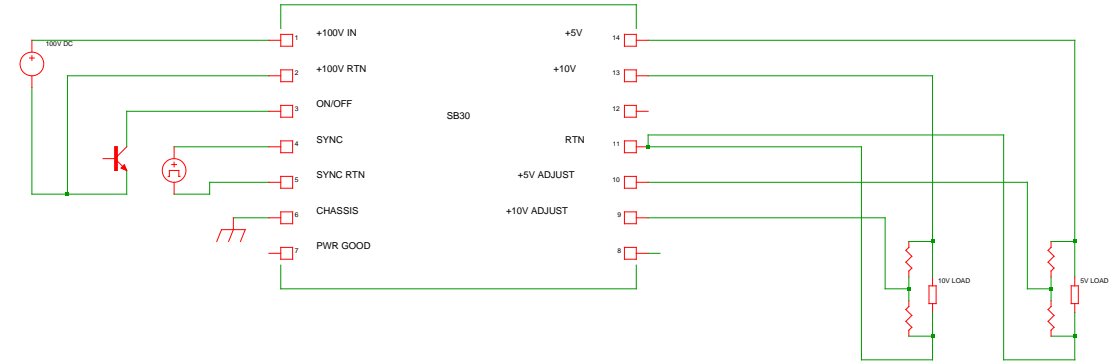 100V DC
1 +100V IN +5V 14
2 +100V RTN +10V 13
3 ON/OFF SB30 12
4 SYNC RTN 11
5 SYNC RTN +5V ADJUST 10
6 CHASSIS +10V ADJUST 9
7 PWR GOOD 8
10V LOAD 5V LOAD